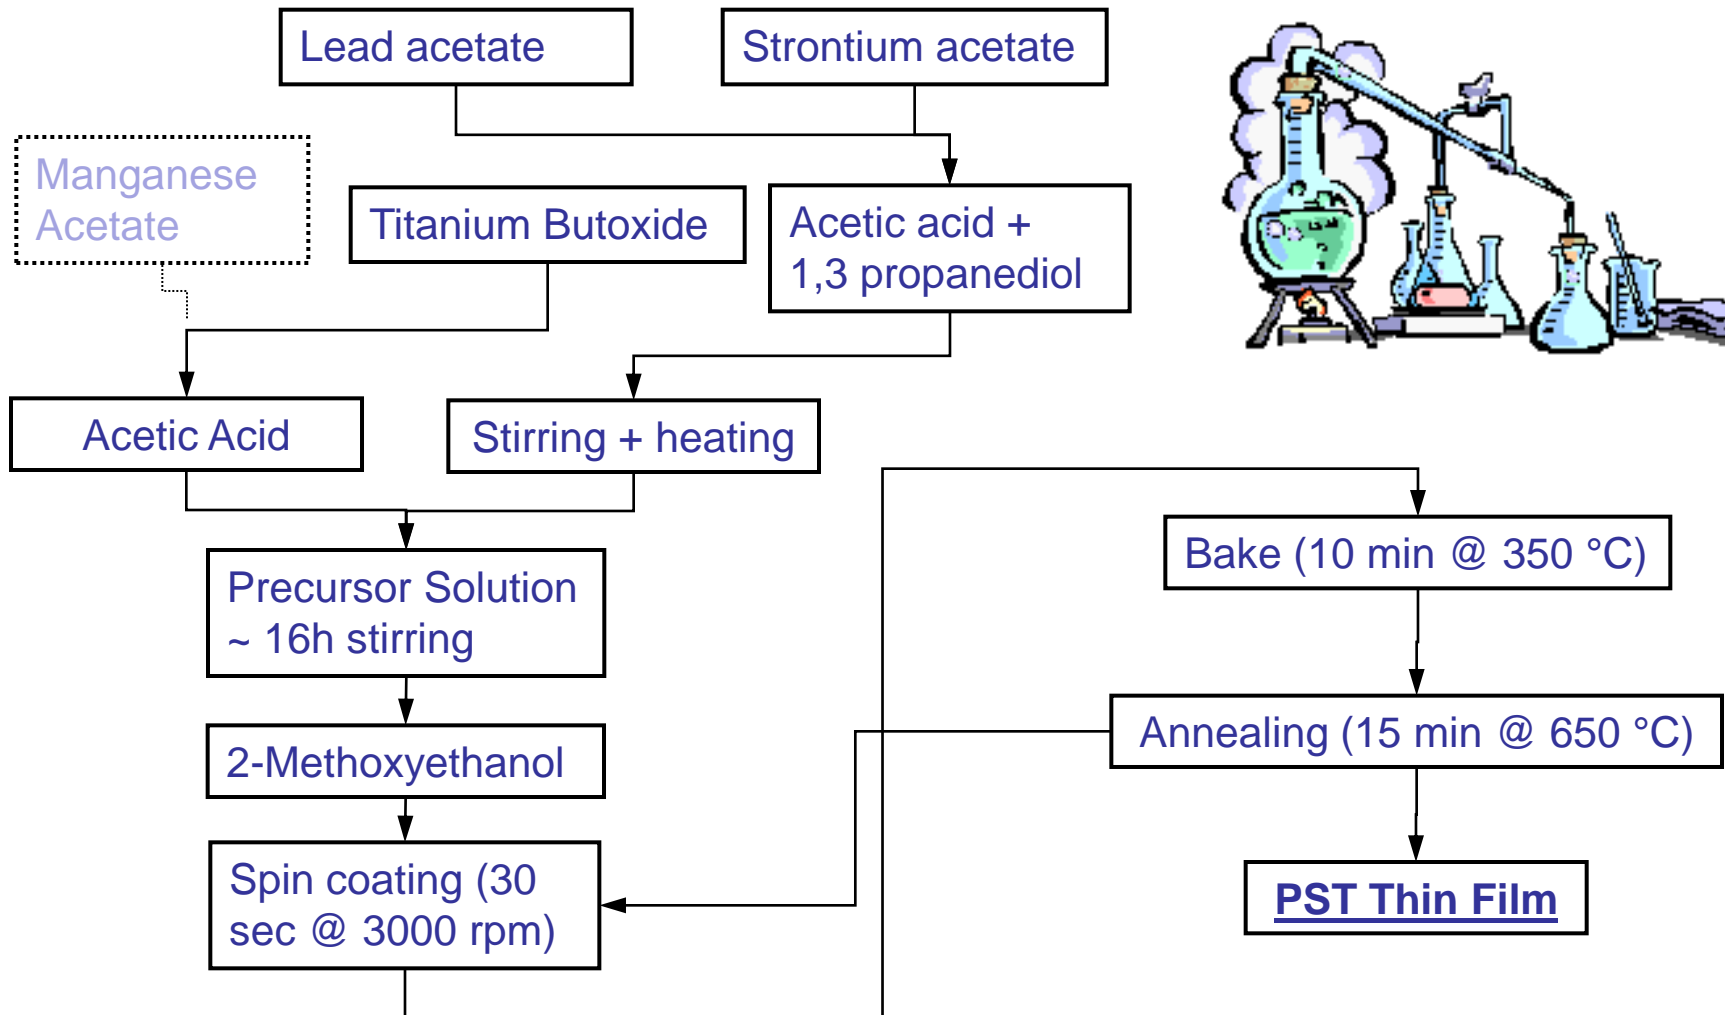 Lead acetate
Strontium acetate
Manganese
Acetate
Titanium Butoxide
Acetic acid +
1,3 propanediol
Acetic Acid
Stirring + heating
Precursor Solution
~ 16h stirring
2-Methoxyethanol
Spin coating (30
sec @ 3000 rpm)
Bake (10 min @ 350 °C)
Annealing (15 min @ 650 °C)
PST Thin Film